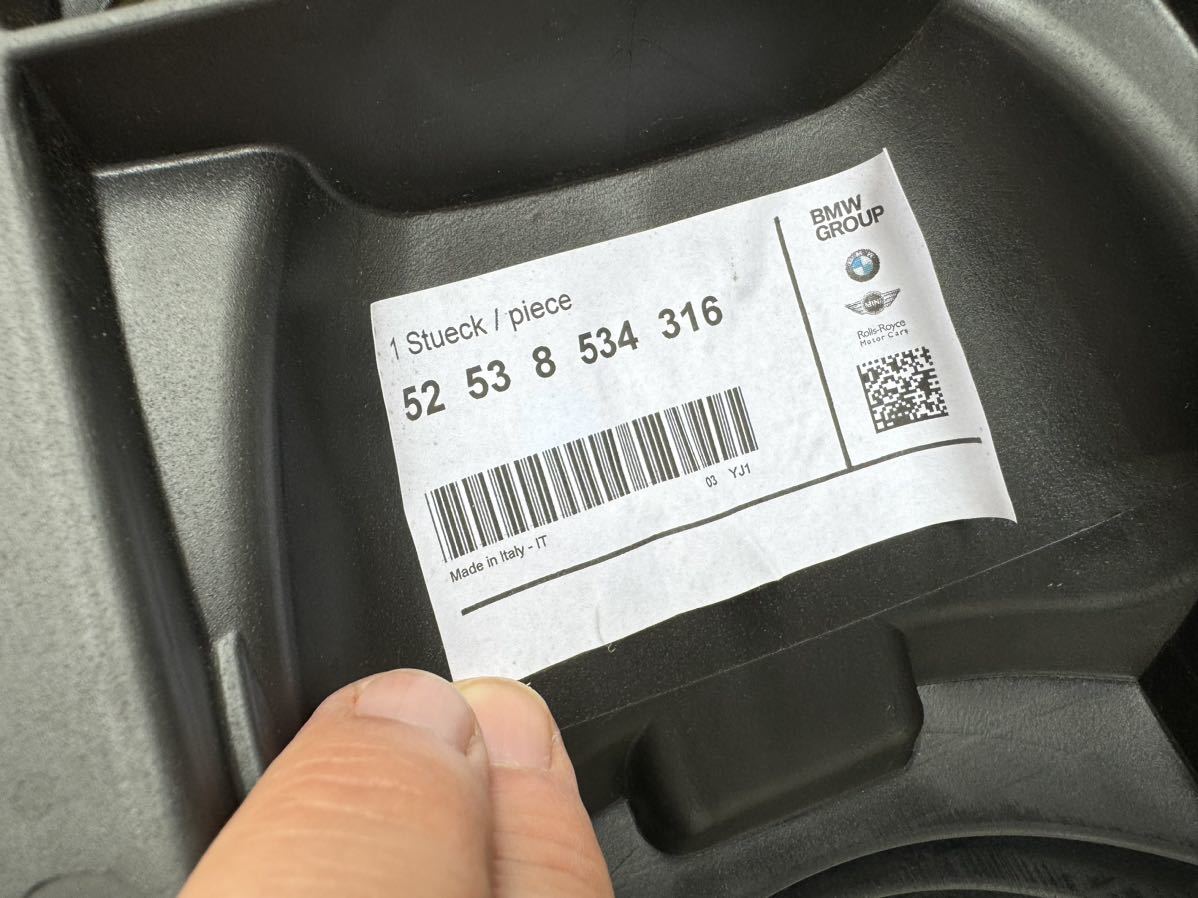 1 Stueck / piece
52 53 8 534 316
03 YJ1
Made in Italy - IT
BMW
GROUP
MINI
Rolls-Royce
Motor Cars